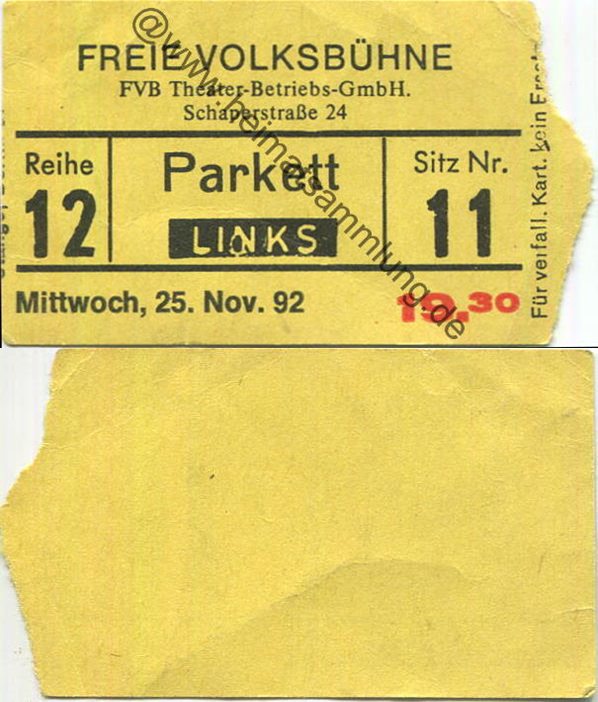 FREIE VOLKSBÜHNE
FVB Theater-Betriebs-GmbH.
Schaperstraße 24
Reihe
12
Parkett
LINKS
Sitz Nr.
11
Mittwoch, 25. Nov. 92
19.30
Für verfall. Kart. kein
@www.heimatsammlung.de